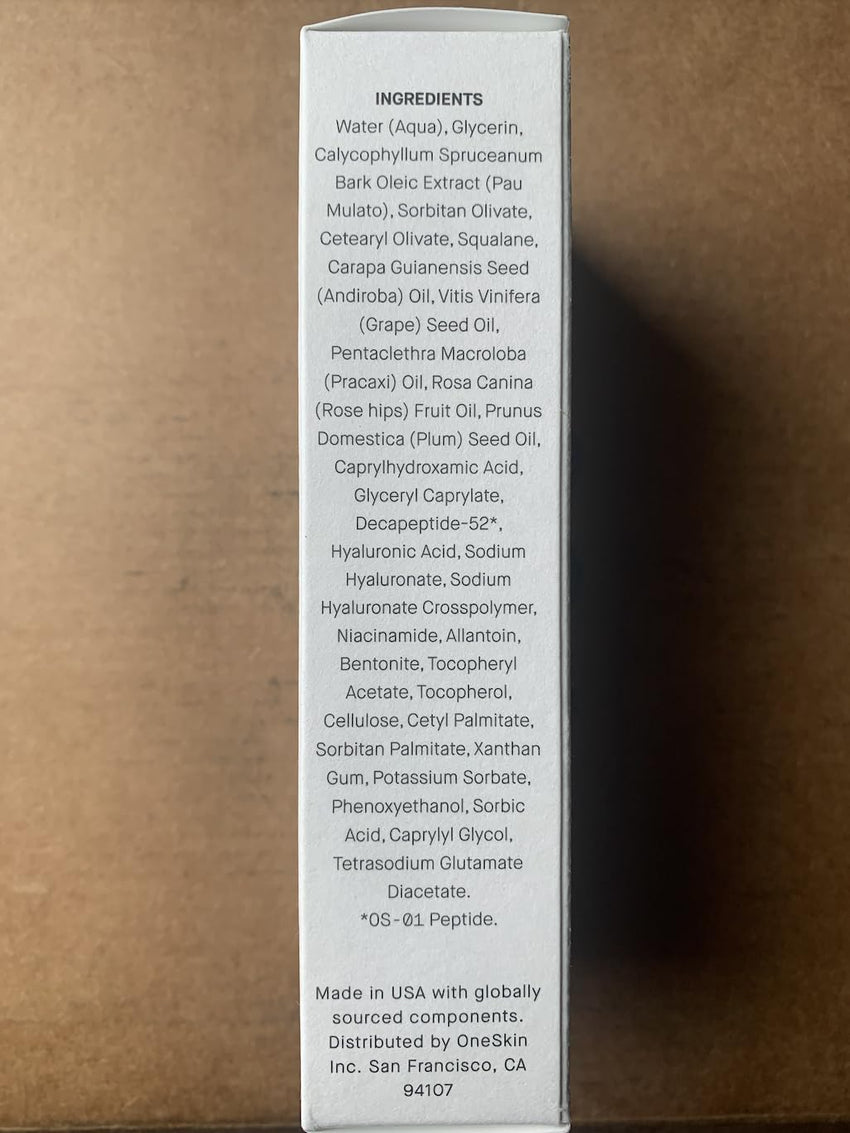 INGREDIENTS
Water (Aqua), Glycerin,
Calycophyllum Spruceanum
Bark Oleic Extract (Pau
Mulato), Sorbitan Olivate,
Cetearyl Olivate, Squalane,
Carapa Guianensis Seed
(Andiroba) Oil, Vitis Vinifera
(Grape) Seed Oil,
Pentaclethra Macroloba
(Pracaxi) Oil, Rosa Canina
(Rose hips) Fruit Oil, Prunus
Domestica (Plum) Seed Oil,
Caprylhydroxamic Acid,
Glyceryl Caprylate,
Decapeptide-52*,
Hyaluronic Acid, Sodium
Hyaluronate, Sodium
Hyaluronate Crosspolymer,
Niacinamide, Allantoin,
Bentonite, Tocopheryl
Acetate, Tocopherol,
Cellulose, Cetyl Palmitate,
Sorbitan Palmitate, Xanthan
Gum, Potassium Sorbate,
Phenoxyethanol, Sorbic
Acid, Caprylyl Glycol,
Tetrasodium Glutamate
Diacetate.
*OS-01 Peptide.
Made in USA with globally
sourced components.
Distributed by OneSkin
Inc. San Francisco, CA
94107